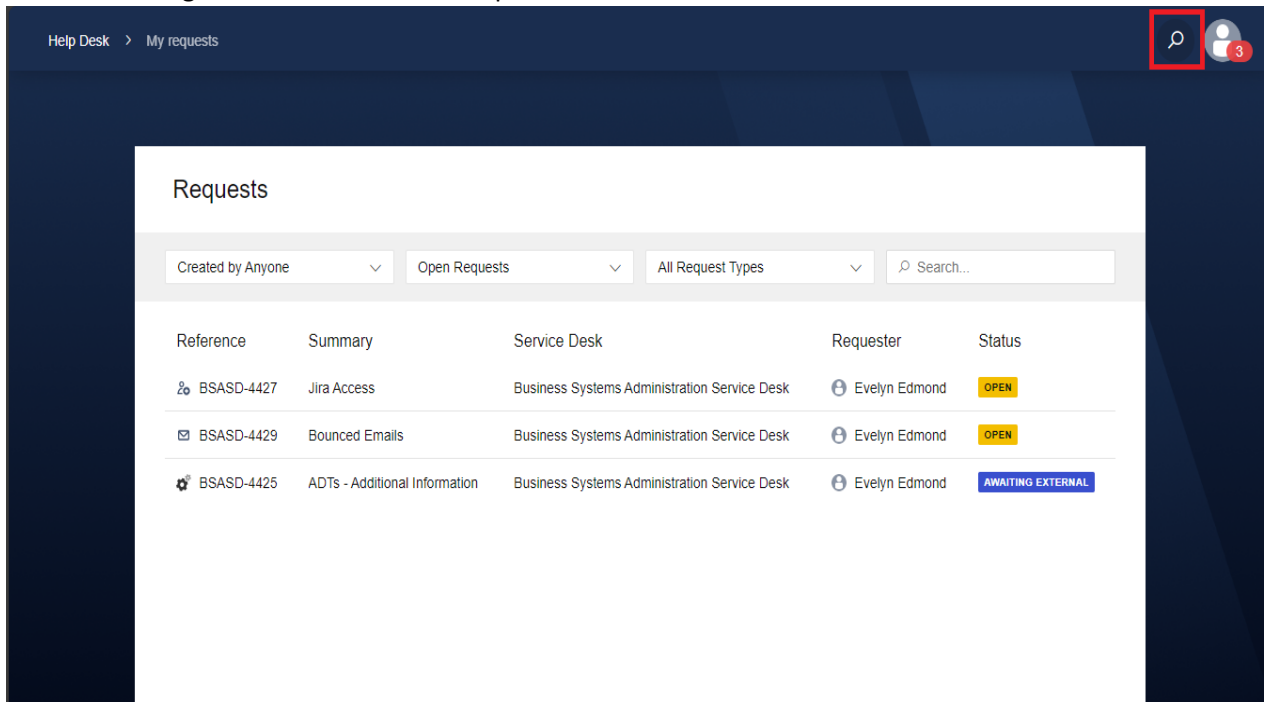 Help Desk > My requests
3
Requests
Created by Anyone Open Requests All Request Types Search...
Reference Summary Service Desk Requester Status
BSASD-4427 Jira Access Business Systems Administration Service Desk Evelyn Edmond OPEN
BSASD-4429 Bounced Emails Business Systems Administration Service Desk Evelyn Edmond OPEN
BSASD-4425 ADTs - Additional Information Business Systems Administration Service Desk Evelyn Edmond AWAITING EXTERNAL